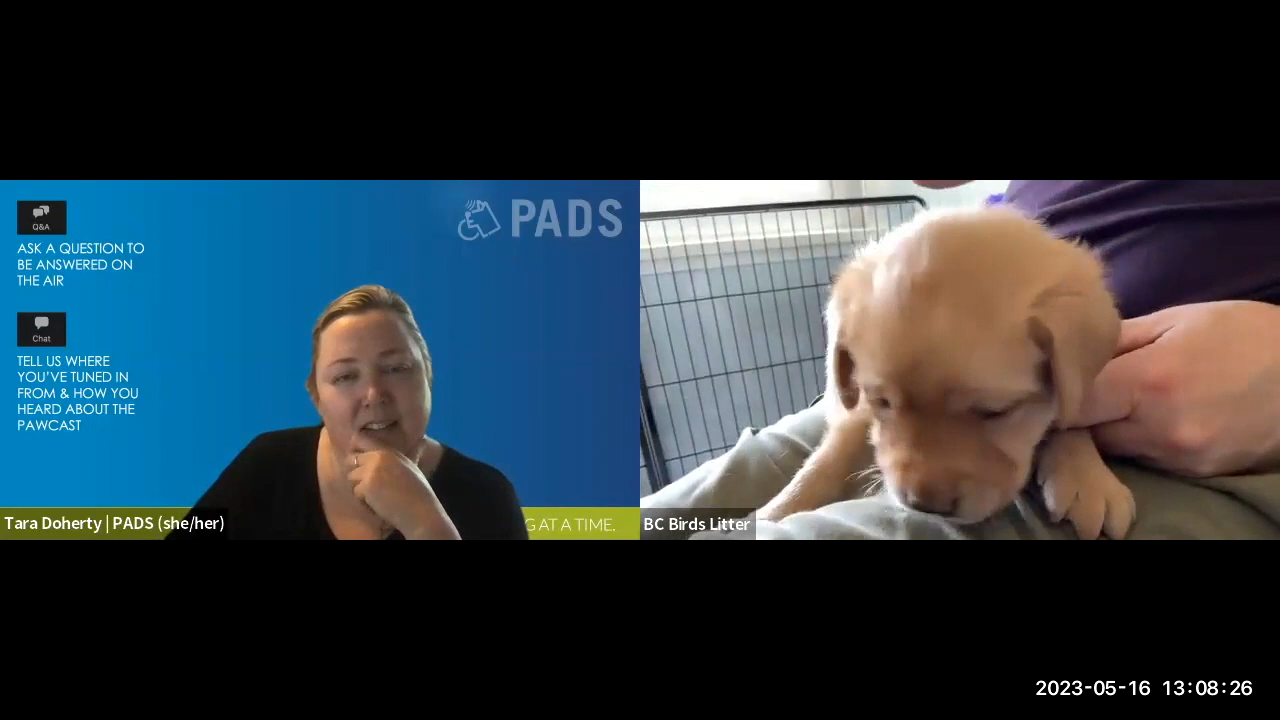 Q&A
ASK A QUESTION TO
BE ANSWERED ON
THE AIR
Chat
TELL US WHERE
YOU'VE TUNED IN
FROM & HOW YOU
HEARD ABOUT THE
PAWCAST
PADS
Tara Doherty | PADS (she/her)
G AT A TIME.
BC Birds Litter
2023-05-16 13:08:26